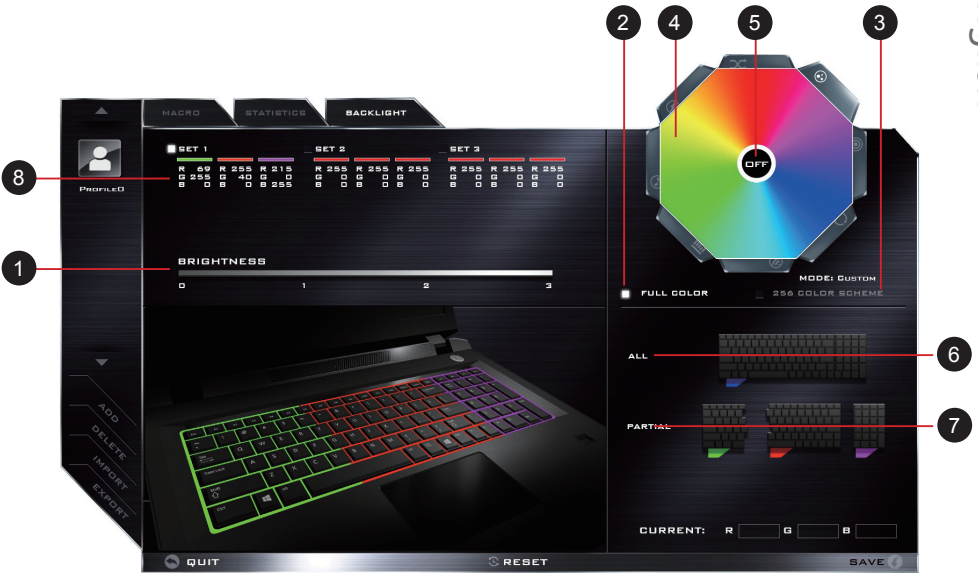 2
4
5
3
MACRO
STATISTICS
BACKLIGHT
SET 1
SET 2
SET 3
R 69 R 255 R 215 R 255 R 255 R 255 R 255 R 255 R 255
G 255 G 40 G 0 G 0 G 0 G 0 G 0 G 0 G 0
B 0 B 0 B 255 B 0 B 0 B 0 B 0 B 0 B 0
OFF
8
PROFILE0
1
BRIGHTNESS
0 1 2 3
MODE: CUSTOM
FULL COLOR
256 COLOR SCHEME
ALL
6
PARTIAL
7
ADD
DELETE
IMPORT
EXPORT
CURRENT: R G B
QUIT
RESET
SAVE